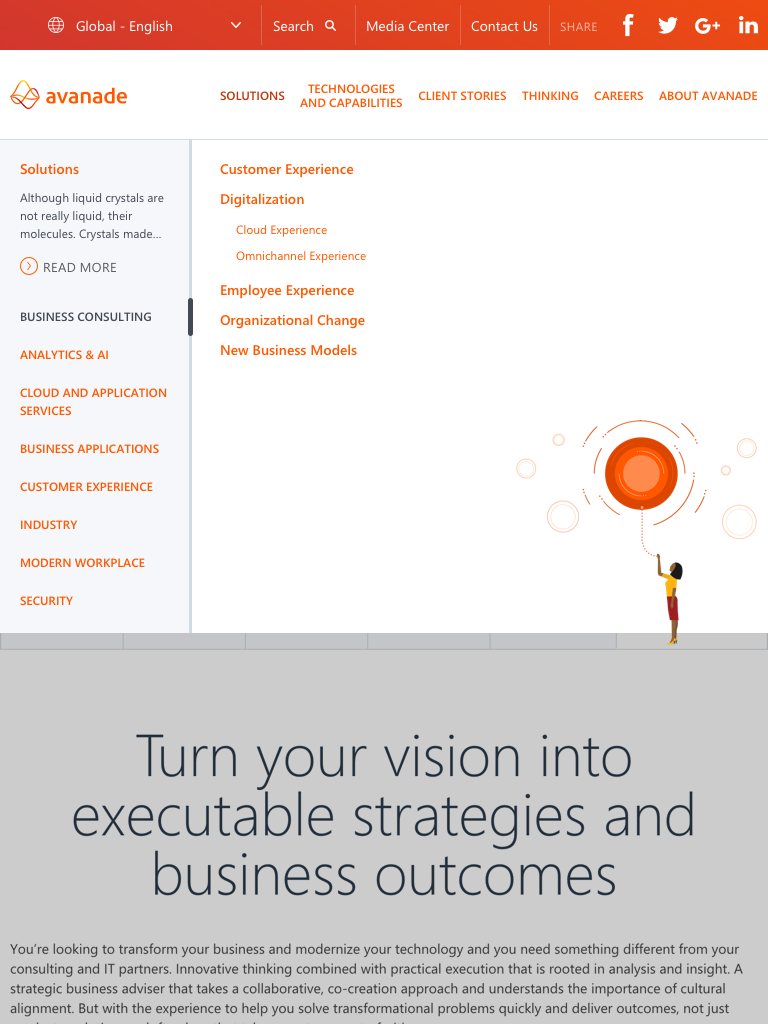 Global - English
Search
Media Center
Contact Us
SHARE
f
G+
in
avanade
SOLUTIONS
TECHNOLOGIES
AND CAPABILITIES
CLIENT STORIES
THINKING
CAREERS
ABOUT AVANADE
Solutions
Although liquid crystals are
not really liquid, their
molecules. Crystals made...
READ MORE
BUSINESS CONSULTING
ANALYTICS & AI
CLOUD AND APPLICATION
SERVICES
BUSINESS APPLICATIONS
CUSTOMER EXPERIENCE
INDUSTRY
MODERN WORKPLACE
SECURITY
Customer Experience
Digitalization
Cloud Experience
Omnichannel Experience
Employee Experience
Organizational Change
New Business Models
Turn your vision into
executable strategies and
business outcomes
You’re looking to transform your business and modernize your technology and you need something different from your
consulting and IT partners. Innovative thinking combined with practical execution that is rooted in analysis and insight. A
strategic business adviser that takes a collaborative, co-creation approach and understands the importance of cultural
alignment. But with the experience to help you solve transformational problems quickly and deliver outcomes, not just